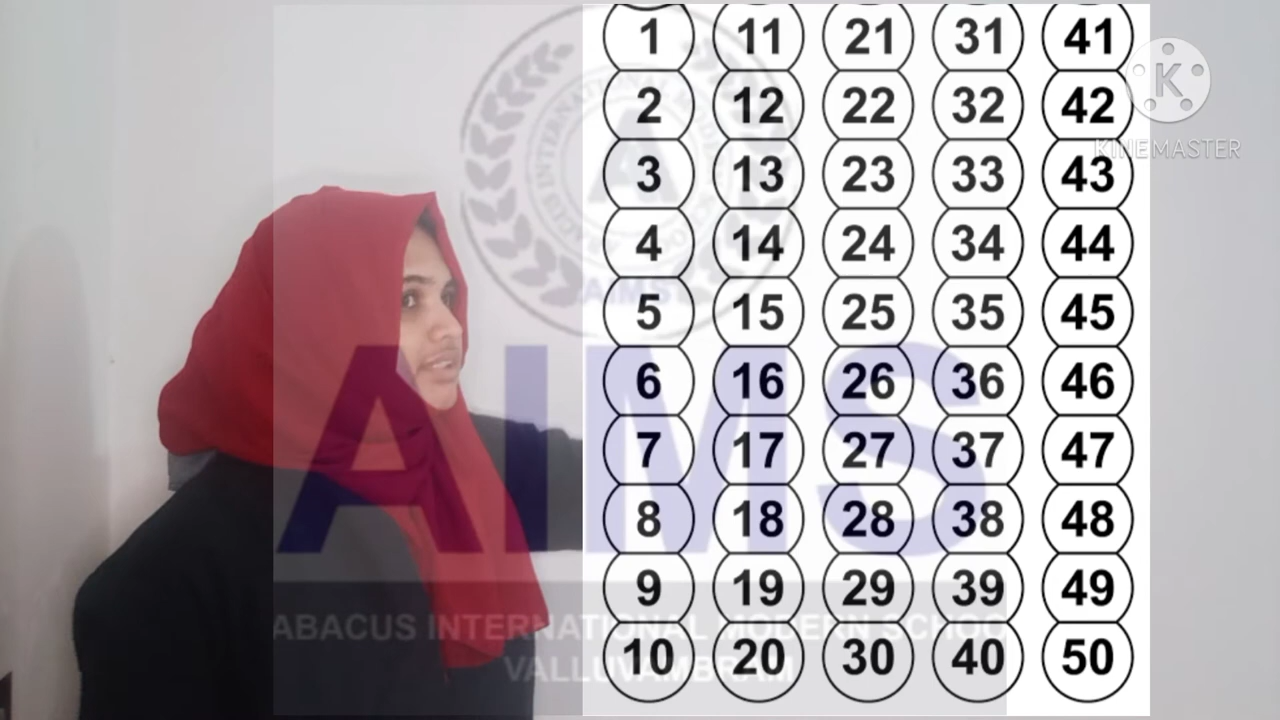 1 11 21 31 41
2 12 22 32 42
3 13 23 33 43
4 14 24 34 44
5 15 25 35 45
6 16 26 36 46
7 17 27 37 47
8 18 28 38 48
9 19 29 39 49
10 20 30 40 50
K
KINEMASTER
AIMS
AIMS
ABACUS INTERNATIONAL MODERN SCHOO
VALLUVAMBRAM